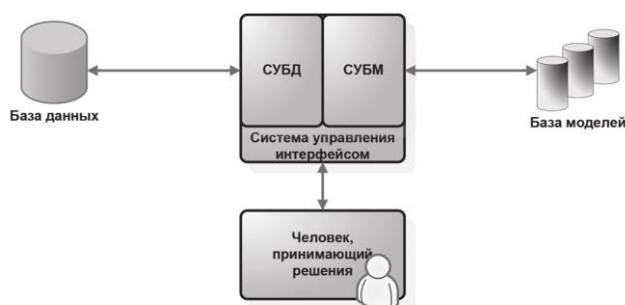 СУБД
СУБМ
База данных
База моделей
Система управления
интерфейсом
Человек,
принимающий
решения